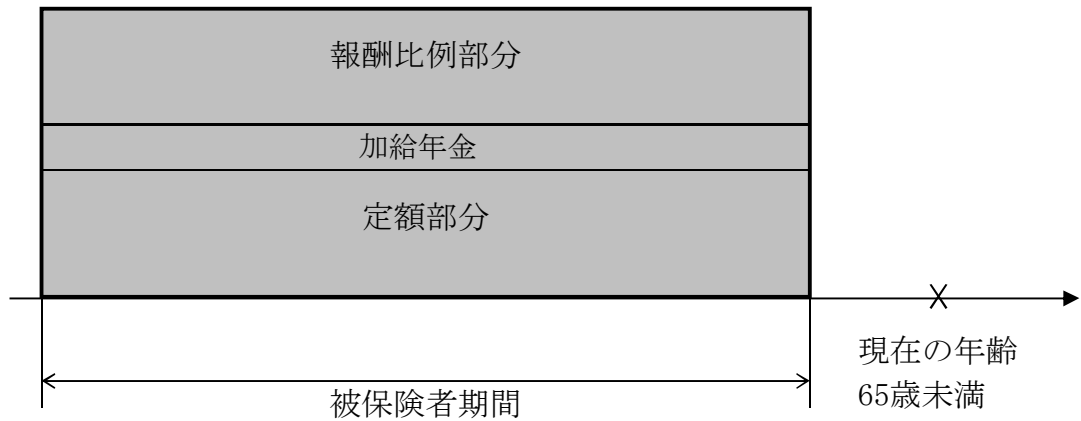 報酬比例部分
加給年金
定額部分
被保険者期間
現在の年齢
65歳未満